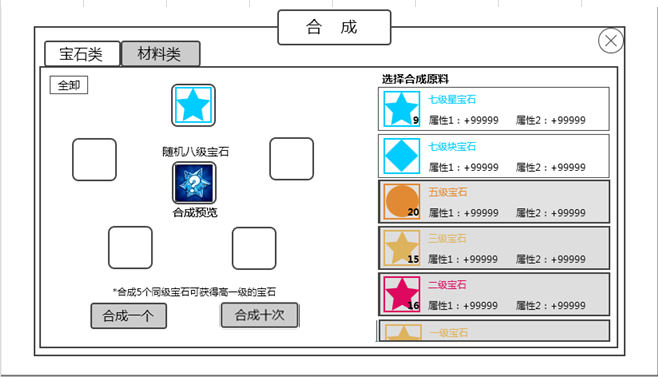 合 成
宝石类 材料类
全卸
随机八级宝石
合成预览
*合成5个同级宝石可获得高一级的宝石
合成一个 合成十次
选择合成原料
七级星宝石
9 属性1：+99999 属性2：+99999
七级块宝石
属性1：+99999 属性2：+99999
五级宝石
20 属性1：+99999 属性2：+99999
三级宝石
15 属性1：+99999 属性2：+99999
二级宝石
16 属性1：+99999 属性2：+99999
一级宝石